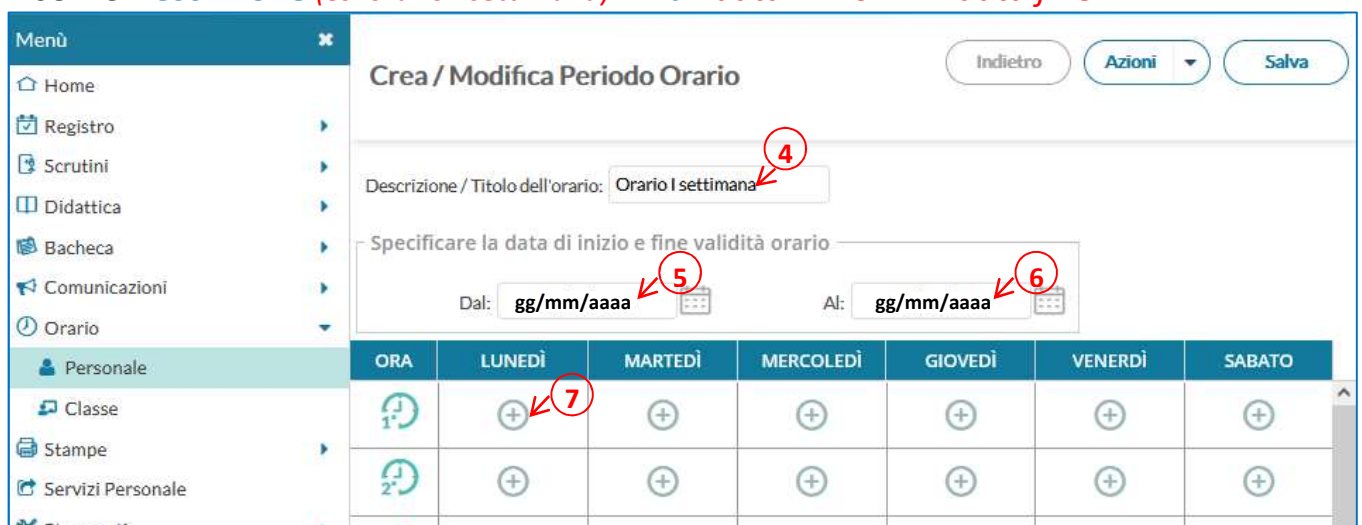 Menù
Home
Registro
Scrutini
Didattica
Bacheca
Comunicazioni
Orario
Personale
Classe
Stampe
Servizi Personale
Crea / Modifica Periodo Orario
Indietro
Azioni
Salva
4
Descrizione / Titolo dell'orario: Orario I settimana
Specificare la data di inizio e fine validità orario
5
6
Dal: gg/mm/aaaa
Al: gg/mm/aaaa
ORA LUNEDÌ MARTEDÌ MERCOLEDÌ GIOVEDÌ VENERDÌ SABATO
1°
7
2°